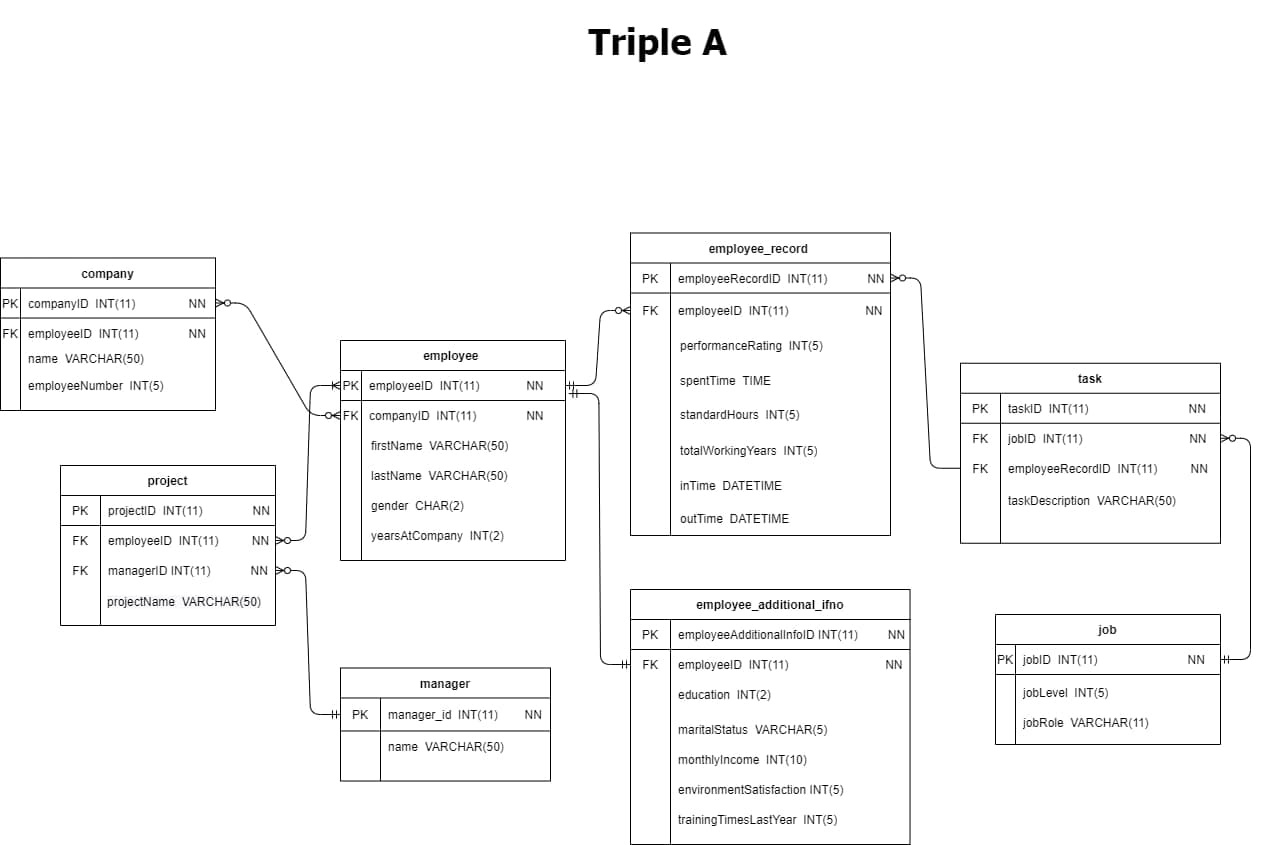 Triple A
company
PK companyID INT(11) NN
FK employeeID INT(11) NN
name VARCHAR(50)
employeeNumber INT(5)
project
PK projectID INT(11) NN
FK employeeID INT(11) NN
FK managerID INT(11) NN
projectName VARCHAR(50)
employee
PK employeeID INT(11) NN
FK companyID INT(11) NN
firstName VARCHAR(50)
lastName VARCHAR(50)
gender CHAR(2)
yearsAtCompany INT(2)
manager
PK manager_id INT(11) NN
name VARCHAR(50)
employee_record
PK employeeRecordID INT(11) NN
FK employeeID INT(11) NN
performanceRating INT(5)
spentTime TIME
standardHours INT(5)
totalWorkingYears INT(5)
inTime DATETIME
outTime DATETIME
employee_additional_ifno
PK employeeAdditionalInfoID INT(11) NN
FK employeeID INT(11) NN
education INT(2)
maritalStatus VARCHAR(5)
monthlyIncome INT(10)
environmentSatisfaction INT(5)
trainingTimesLastYear INT(5)
task
PK taskID INT(11) NN
FK jobID INT(11) NN
FK employeeRecordID INT(11) NN
taskDescription VARCHAR(50)
job
PK jobID INT(11) NN
jobLevel INT(5)
jobRole VARCHAR(11)